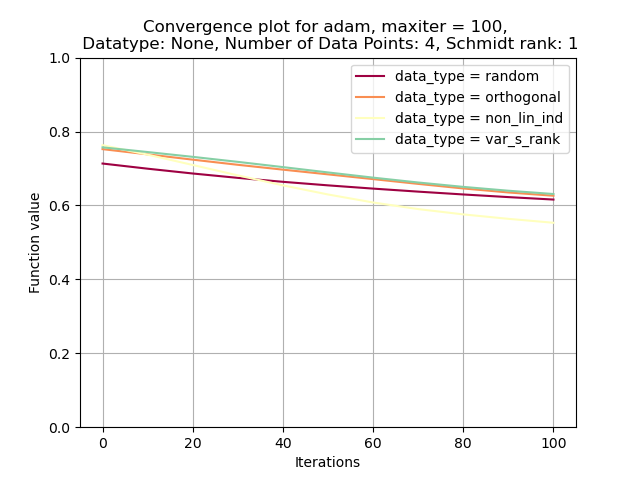 Convergence plot for adam, maxiter = 100,
Datatype: None, Number of Data Points: 4, Schmidt rank: 1
data_type = random
data_type = orthogonal
data_type = non_lin_ind
data_type = var_s_rank
Function value
1.0
0.8
0.6
0.4
0.2
0.0
0 20 40 60 80 100
Iterations